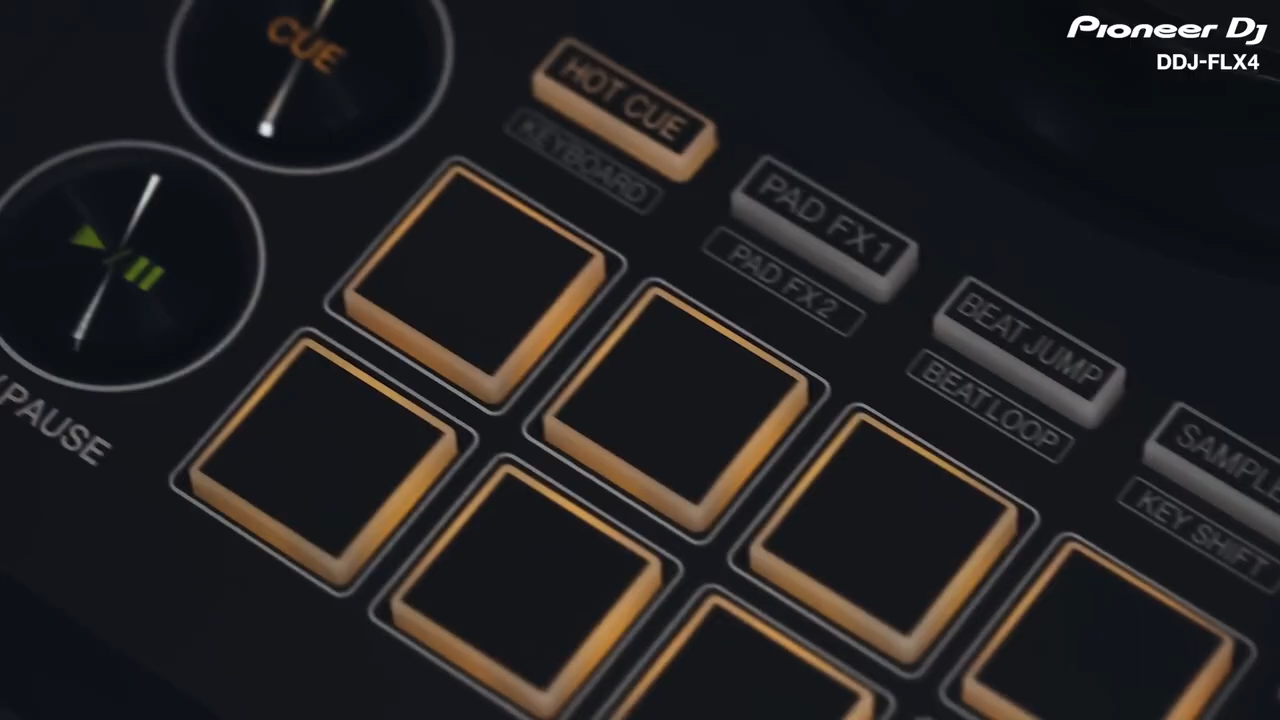 Pioneer Dj
DDJ-FLX4
CUE
HOT CUE
KEYBOARD
PAD FX1
PAD FX2
BEAT JUMP
BEAT LOOP
SAMPLE
KEY SHIFT
/PAUSE